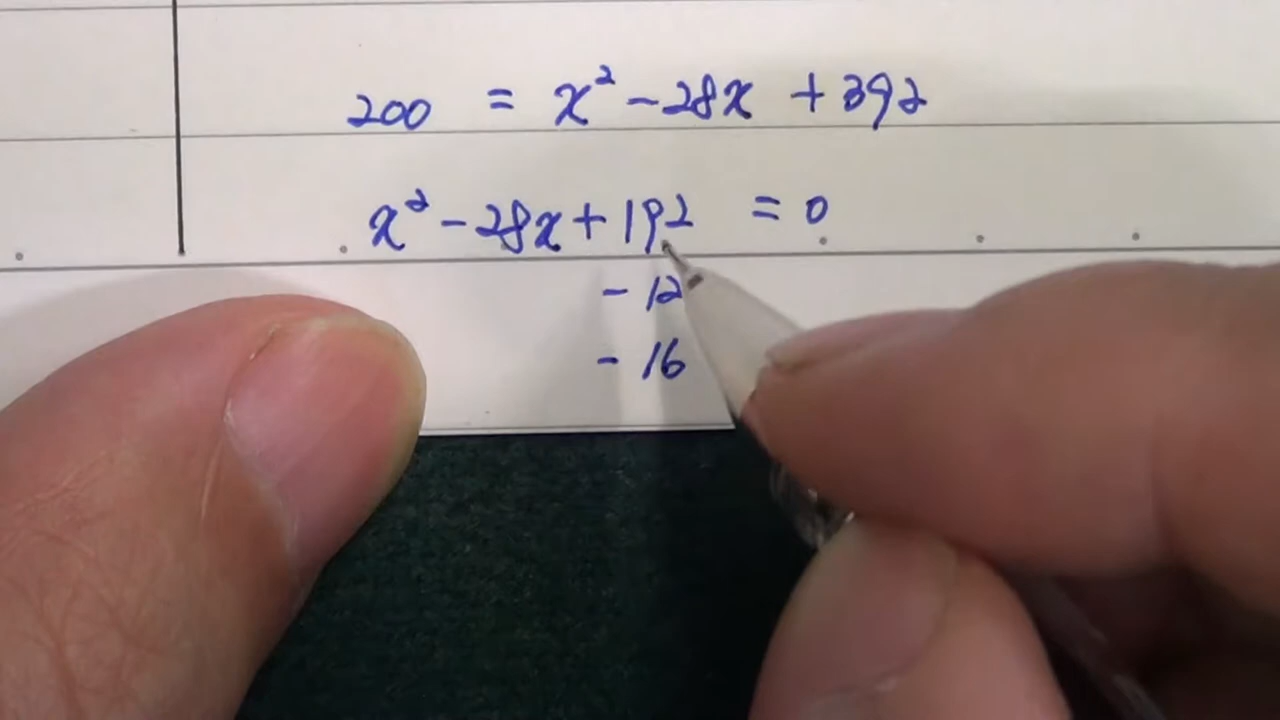 200 = x² - 28x + 392
x² - 28x + 192 = 0
- 12
- 16